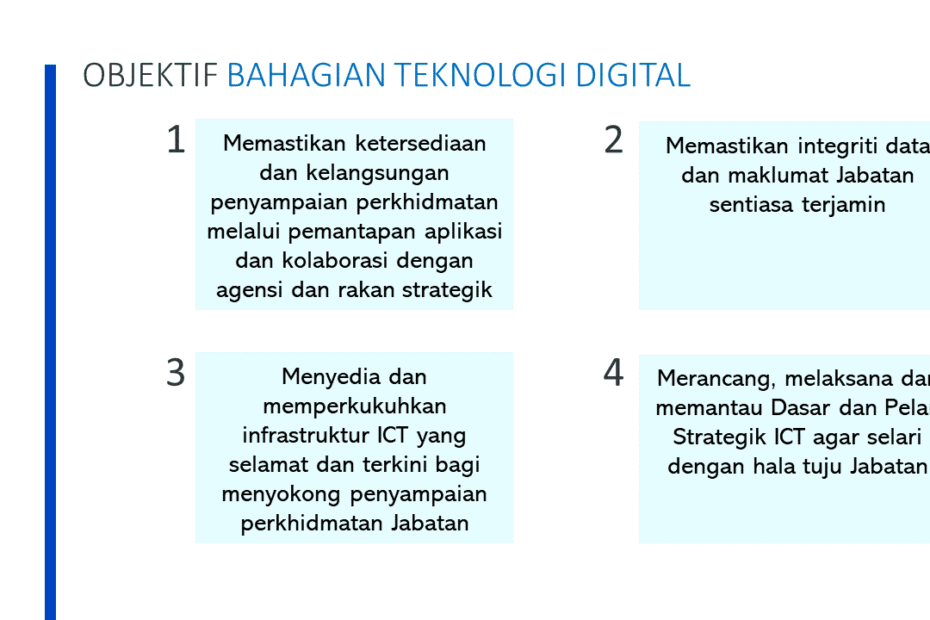 OBJEKTIF BAHAGIAN TEKNOLOGI DIGITAL
1
Memastikan ketersediaan
dan kelangsungan
penyampaian perkhidmatan
melalui pemantapan aplikasi
dan kolaborasi dengan
agensi dan rakan strategik
2
Memastikan integriti data
dan maklumat Jabatan
sentiasa terjamin
3
Menyedia dan
memperkukuhkan
infrastruktur ICT yang
selamat dan terkini bagi
menyokong penyampaian
perkhidmatan Jabatan
4
Merancang, melaksana
memantau Dasar dan
Strategik ICT agar selari
dengan hala tuju Jabatan